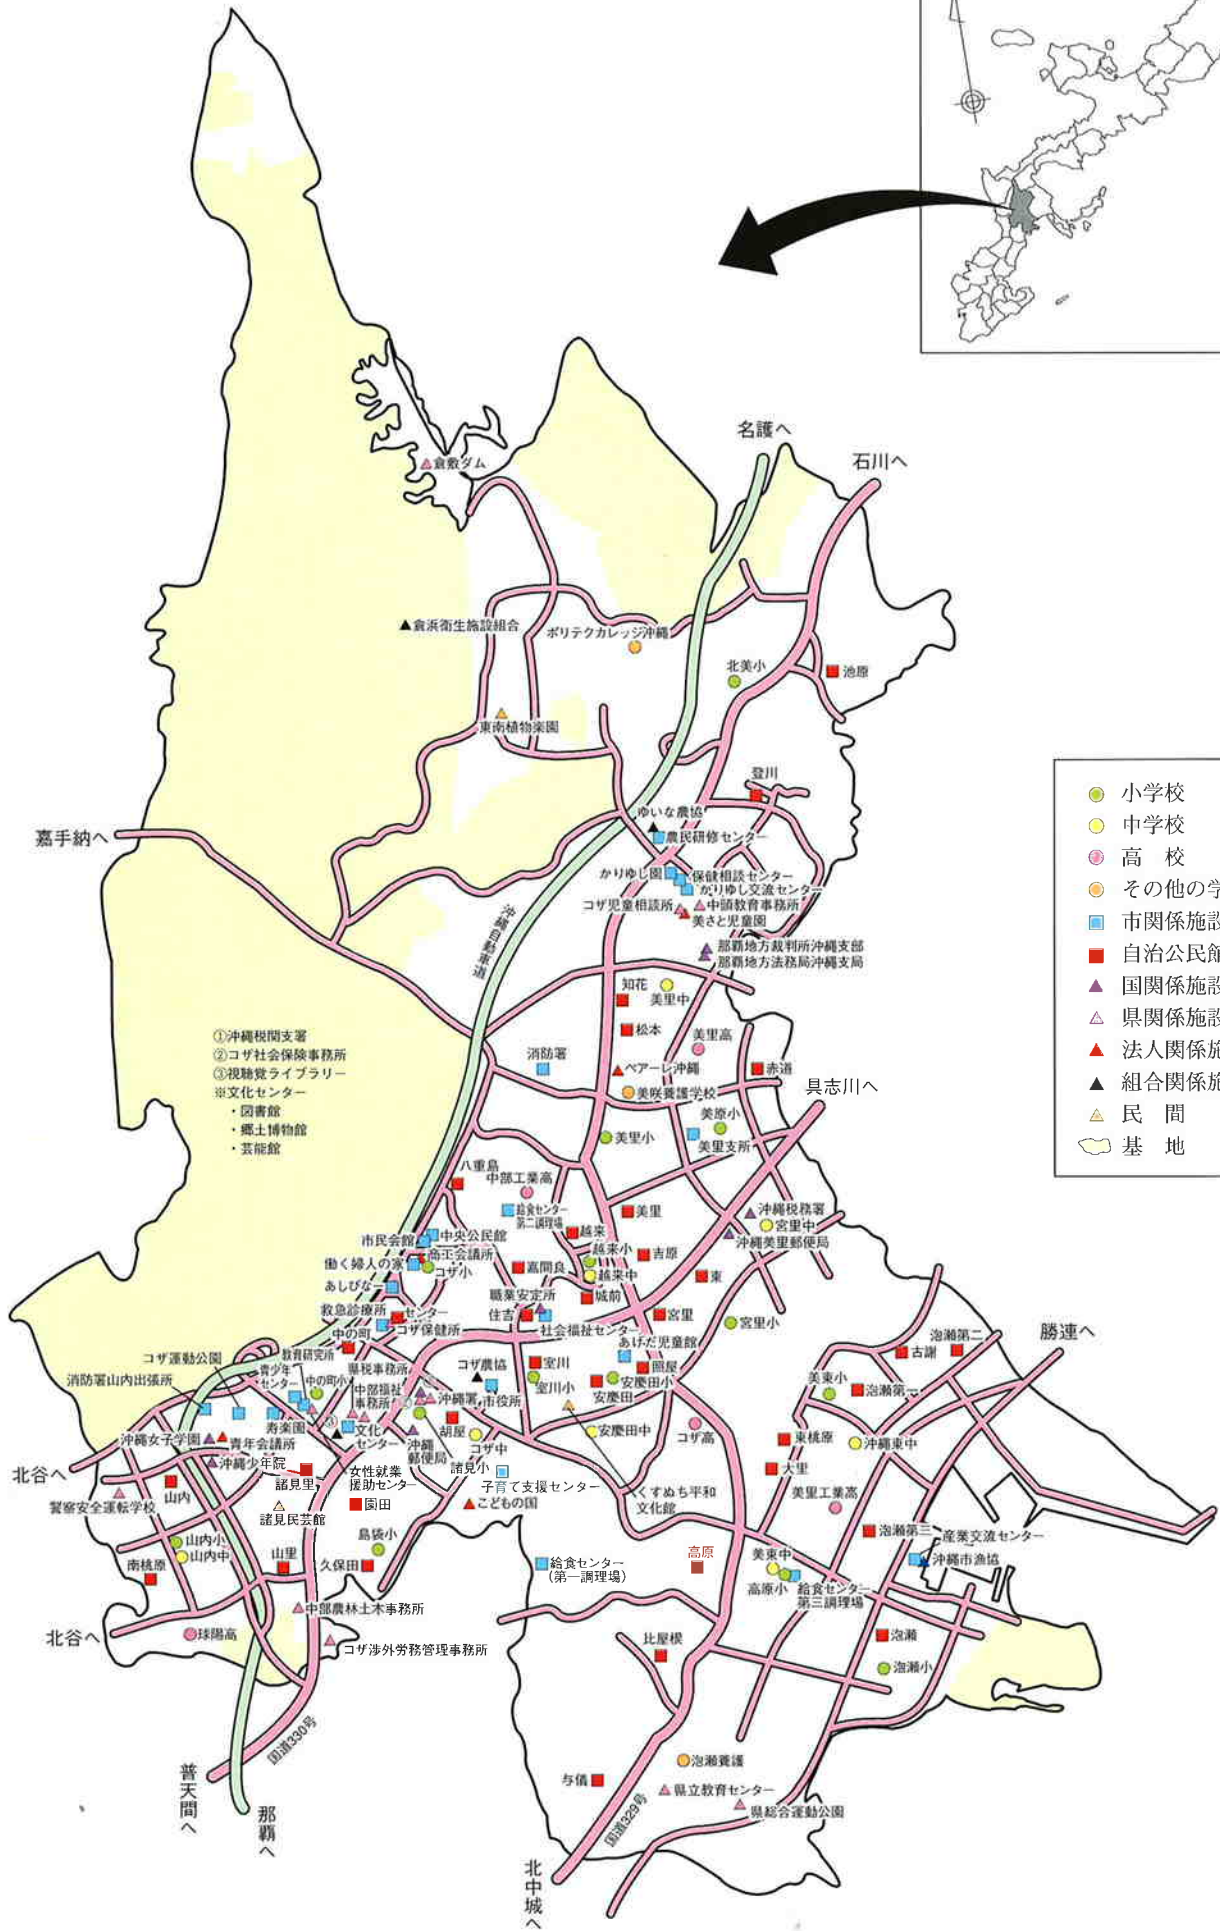 名護へ
石川へ
倉敷ダム
倉浜衛生施設組合
ポリテクカレッジ沖縄
北美小
池原
東南植物楽園
登川
嘉手納へ
ゆいな農協
農民研修センター
かりゆし園
保健相談センター
かりゆし交流センター
コザ児童相談所
中頭教育事務所
美さと児童園
沖縄自動車道
那覇地方裁判所沖縄支部
那覇地方法務局沖縄支局
知花
美里中
松本
美里高
①沖縄税関支署
②コザ社会保険事務所
③視聴覚ライブラリー
※文化センター
・図書館
・郷土博物館
・芸能館
消防署
ペアーレ沖縄
赤道
美咲養護学校
具志川へ
美原小
美里小
美里支所
小学校
中学校
高　校
その他の学
市関係施設
自治公民館
国関係施設
県関係施設
法人関係施
組合関係施
民　間
基　地
八重島
中部工業高
給食センター
第二調理場
美里
沖縄税務署
宮里中
沖縄美里郵便局
市民会館
中央公民館
越来
商工会議所
越来小
吉原
働く婦人の家
コザ小
嘉間良
越来中
東
あしびなー
職業安定所
城前
救急診療所
センター
住吉
宮里
コザ保健所
社会福祉センター
宮里小
中の町
あげだ児童館
泡瀬第二
勝連へ
コザ運動公園
教育研究所
県税事務所
コザ農協
室川
照屋
古謝
消防署山内出張所
青少年
センター
中の町小
中部福祉
事務所
②
①
沖縄署
市役所
室川小
安慶田小
安慶田
美東小
泡瀬第一
寿楽園
③
文化
センター
胡屋
コザ中
安慶田中
コザ高
東桃原
沖縄東中
沖縄女子学園
青年会議所
沖縄
郵便局
諸見小
北谷へ
沖縄少年院
諸見里
女性就業
援助センター
子育て支援センター
大里
くすぬち平和
文化館
美里工業高
警察安全運転学校
山内
諸見民芸館
園田
こどもの国
泡瀬第三
産業交流センター
山内小
山内中
島袋小
高原
美東中
沖縄市漁協
南桃原
山里
久保田
給食センター
(第一調理場)
高原小
給食センター
第三調理場
中部農林土木事務所
北谷へ
球陽高
コザ渉外労務管理事務所
比屋根
泡瀬
泡瀬小
国道330号
普天間へ
那覇へ
泡瀬養護
与儀
県立教育センター
国道329号
県総合運動公園
北中城へ